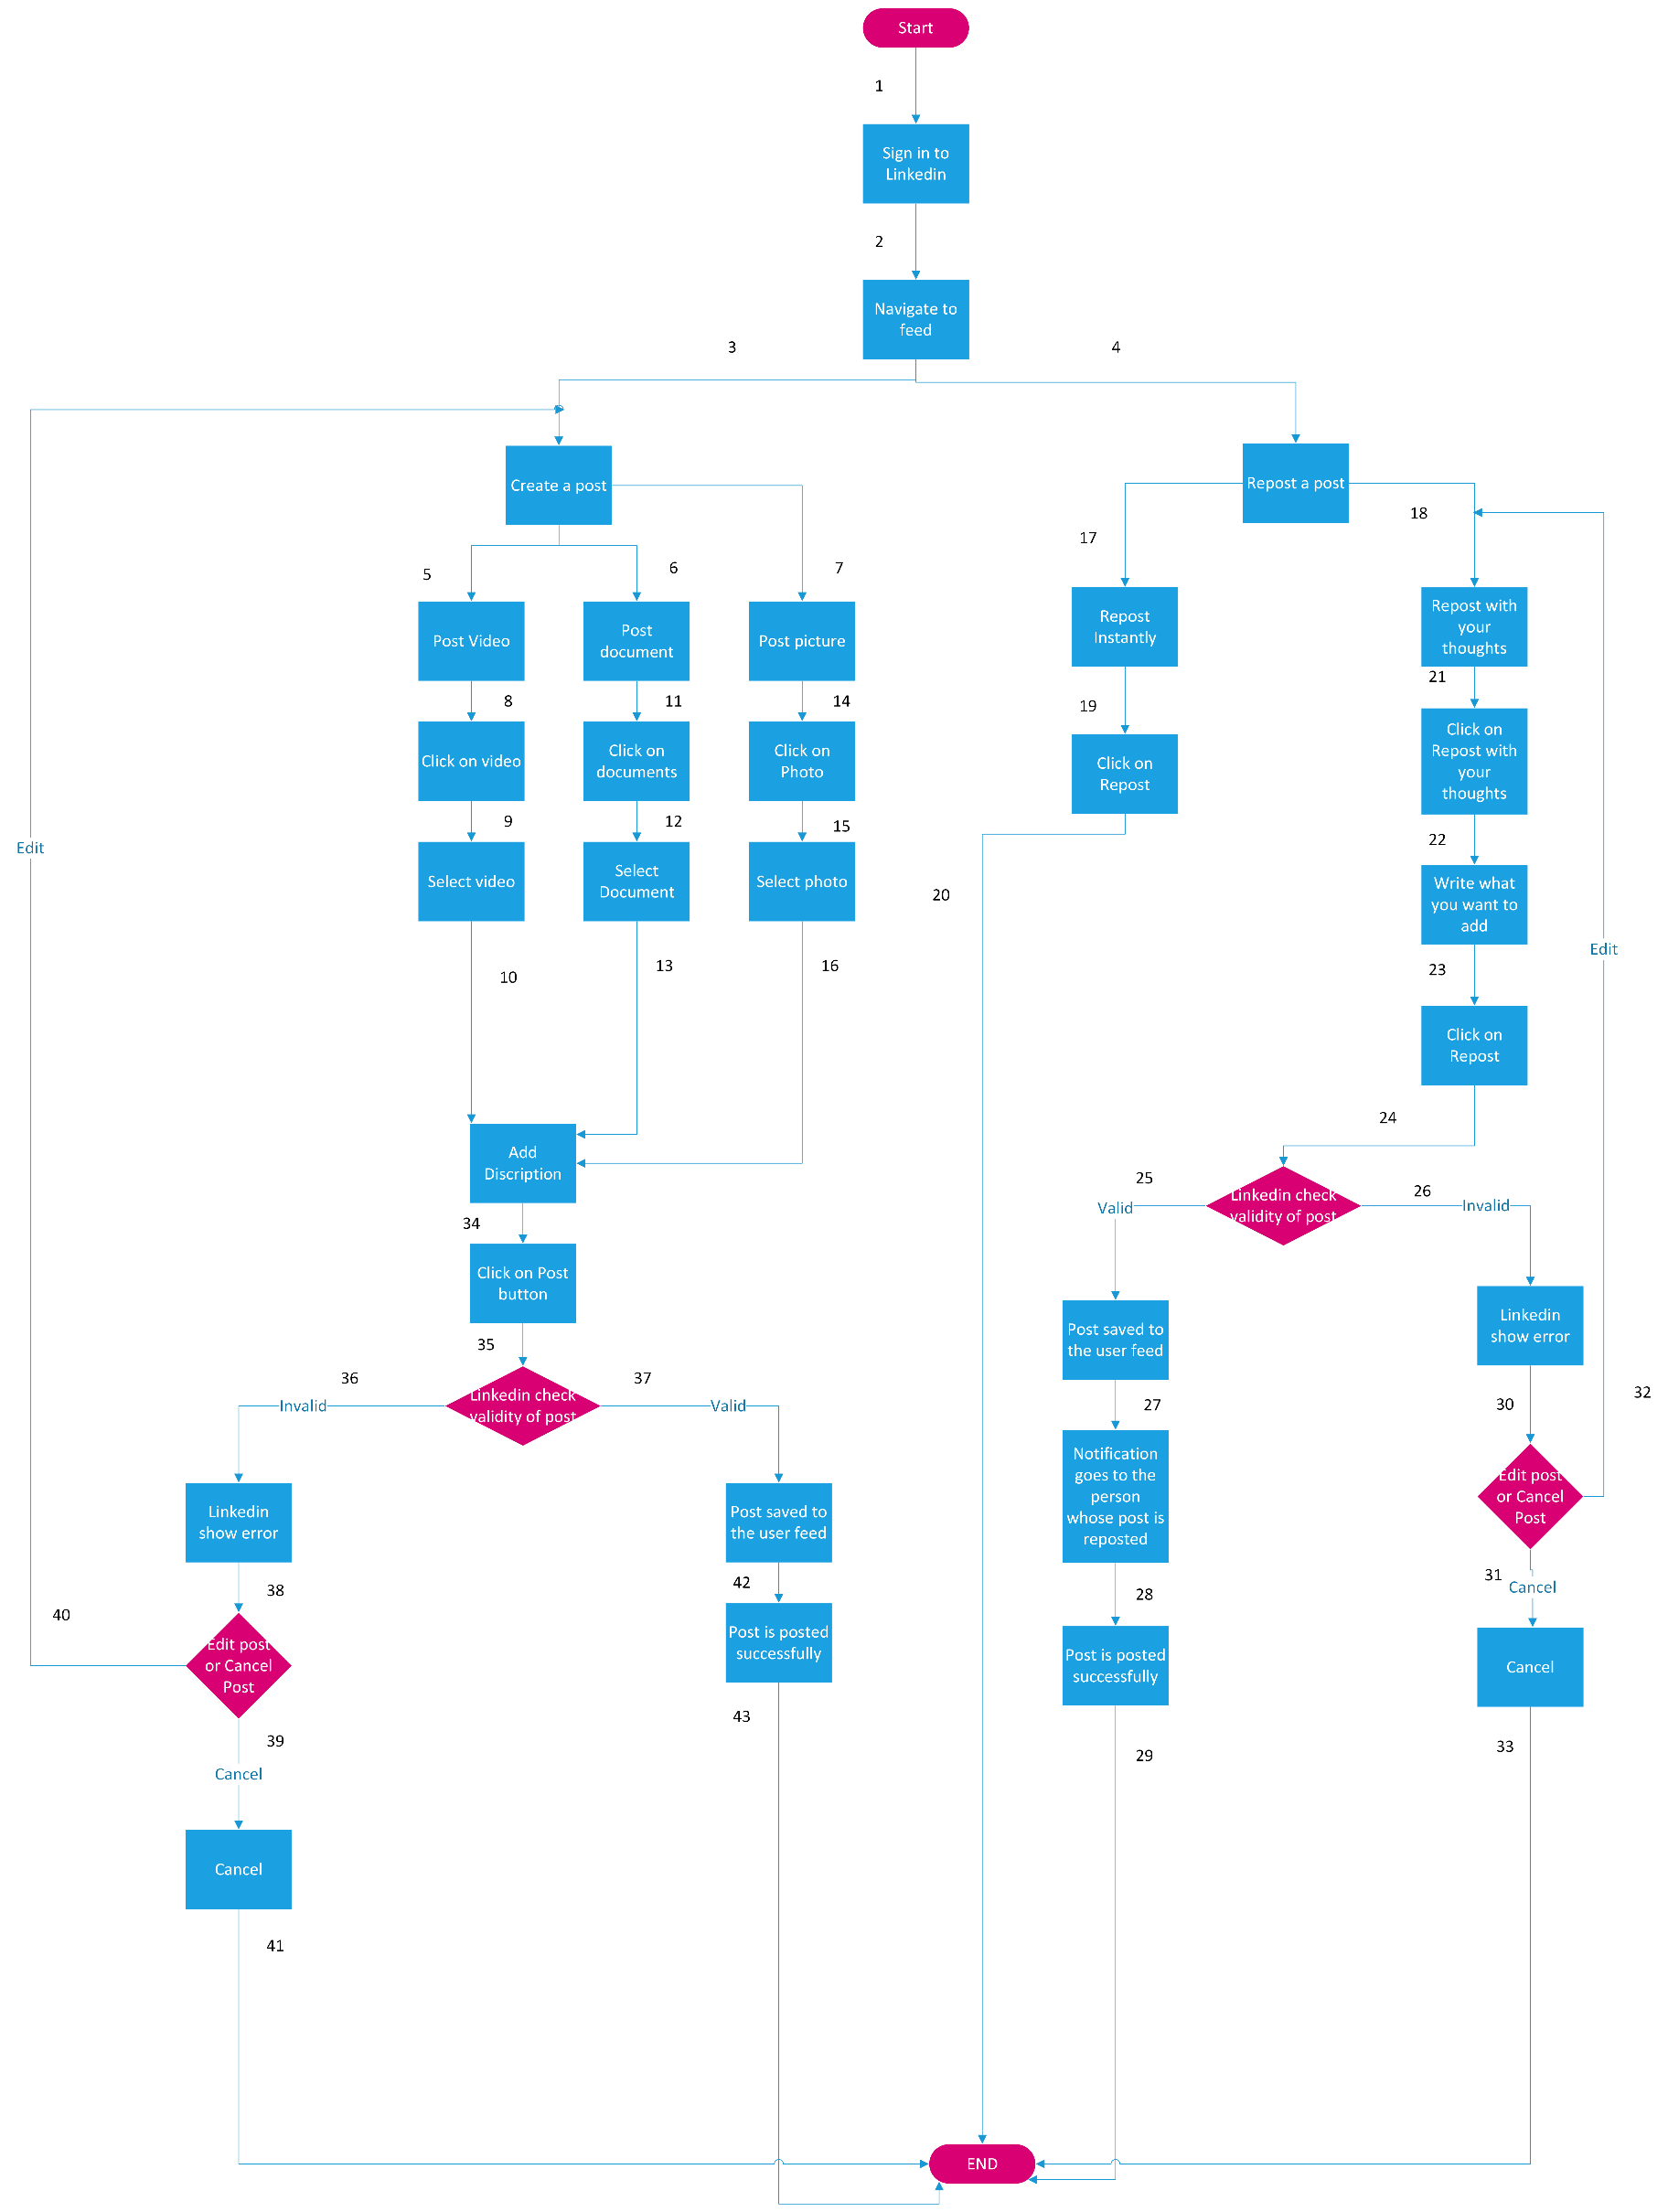 Start
1
Sign in to
Linkedin
2
Navigate to
feed
3
4
Create a post
Repost a post
5
6
7
17
18
Post Video
Post
document
Post picture
Repost
Instantly
Repost with
your
thoughts
8
11
14
19
21
Click on video
Click on
documents
Click on
Photo
Click on
Repost
Click on
Repost with
your
thoughts
9
12
15
22
Edit
Select video
Select
Document
Select photo
20
Write what
you want to
add
Edit
10
13
16
23
Click on
Repost
24
Add
Discription
25
Valid
Linkedin check
validity of post
26
Invalid
34
Click on Post
button
Post saved to
the user feed
Linkedin
show error
35
36
Invalid
Linkedin check
validity of post
37
Valid
27
30
32
Linkedin
show error
Post saved to
the user feed
Notification
goes to the
person
whose post is
reposted
Edit post
or Cancel
Post
38
42
28
31
Cancel
40
Edit post
or Cancel
Post
Post is posted
successfully
Post is posted
successfully
Cancel
39
43
29
33
Cancel
Cancel
41
END